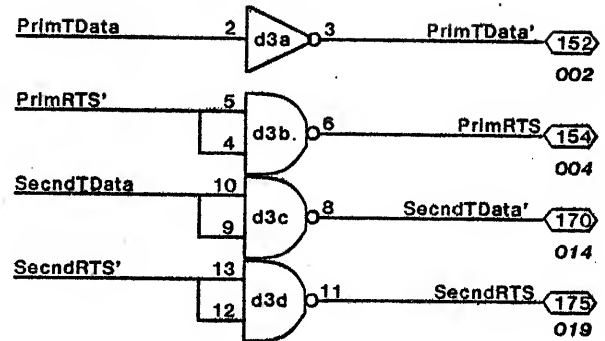 PrimTData 2 d3a 3 PrimTData' 152
002
PrimRTS' 5 6 PrimRTS 154
4 d3b. 004
SecndTData 10 8 SecndTData' 170
9 d3c 014
SecndRTS' 13 11 SecndRTS 175
12 d3d 019